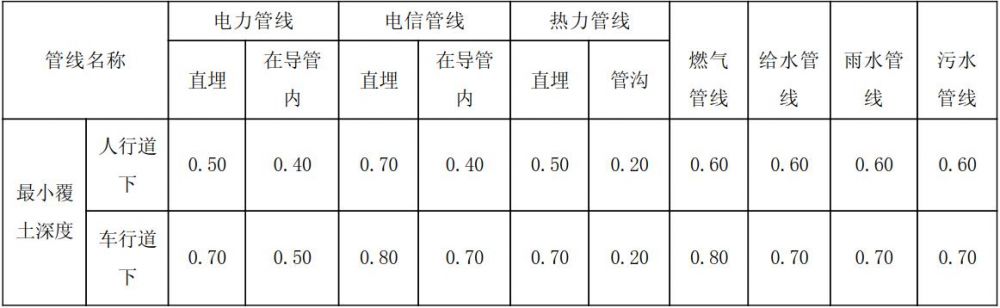 管线名称 电力管线 电信管线 热力管线 燃气管线 给水管线 雨水管线 污水管线
直埋 在导管内 直埋 在导管内 直埋 管沟
最小覆土深度 人行道下 0.50 0.40 0.70 0.40 0.50 0.20 0.60 0.60 0.60 0.60
车行道下 0.70 0.50 0.80 0.70 0.70 0.20 0.80 0.70 0.70 0.70